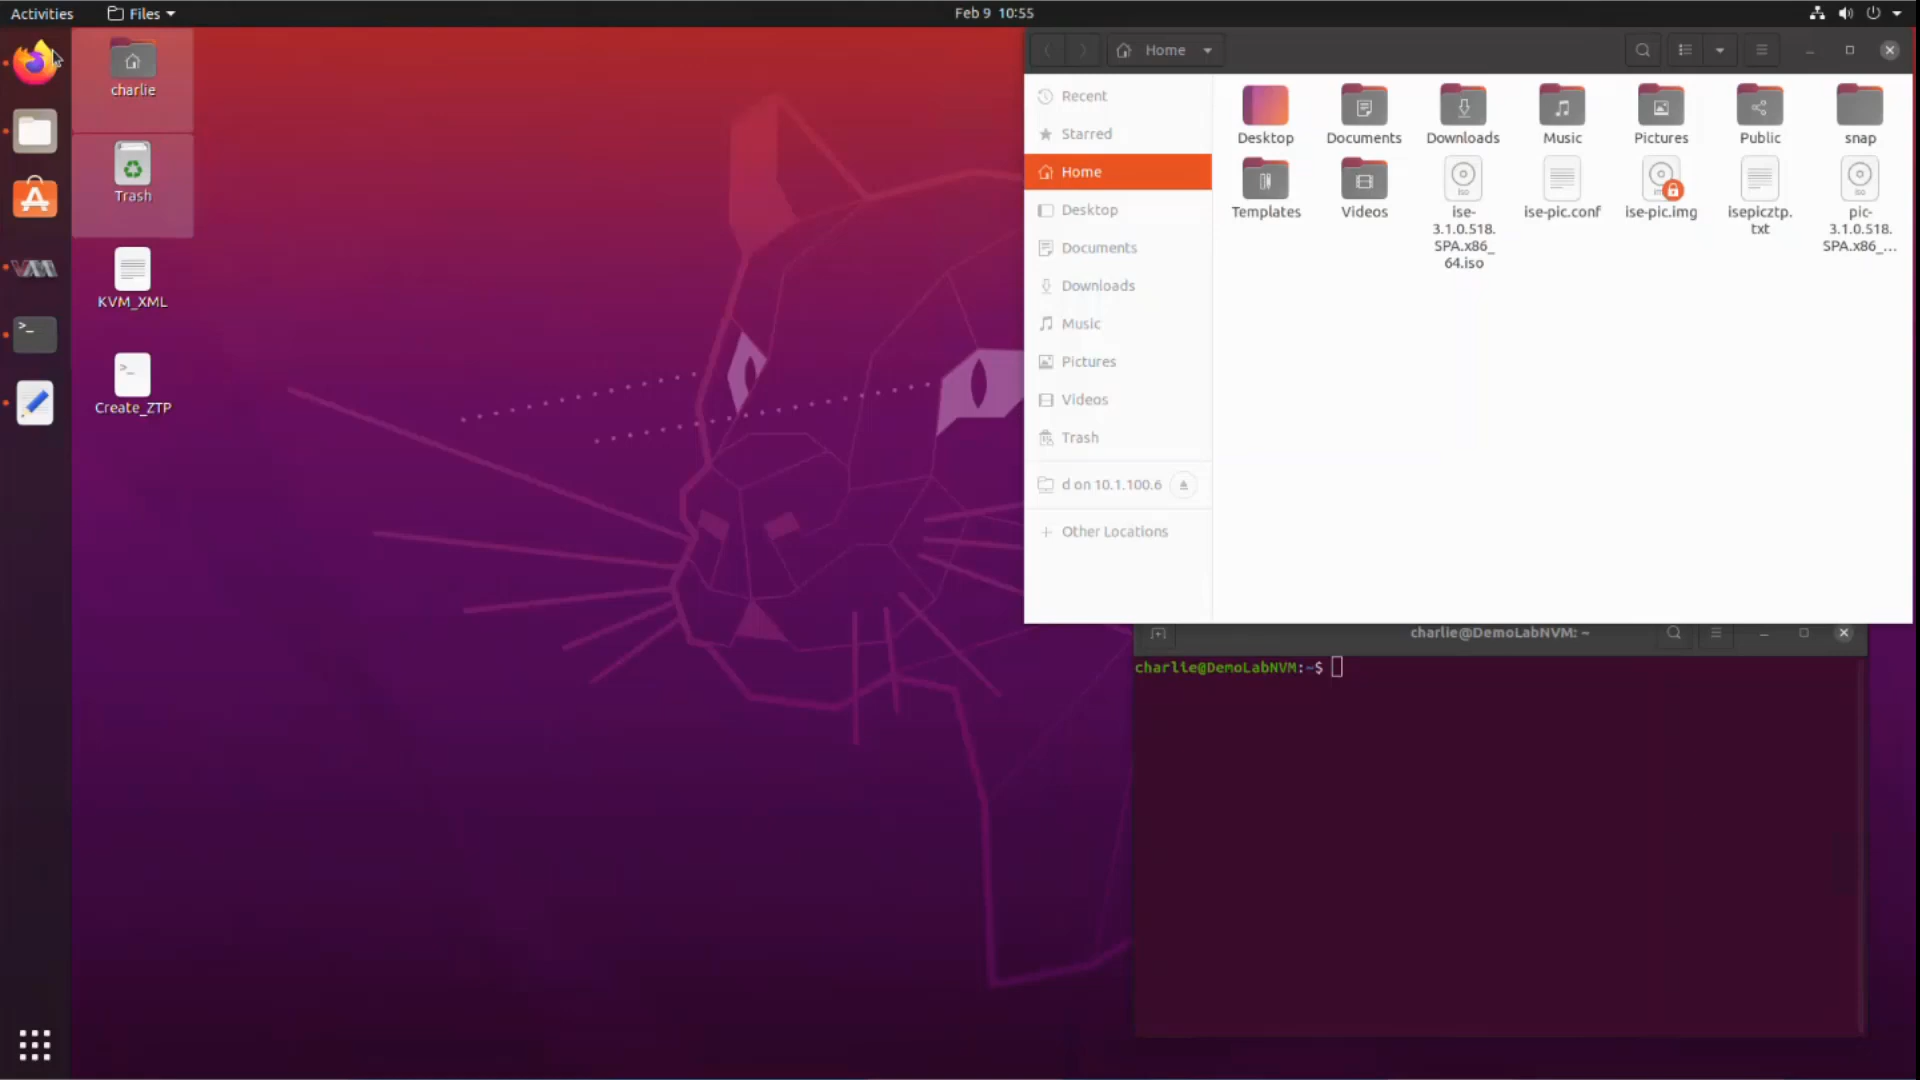 Activities
Files
Feb 9 10:55
charlie
Trash
KVM_XML
Create_ZTP
Home
Recent
Starred
Home
Desktop
Documents
Downloads
Music
Pictures
Videos
Trash
d on 10.1.100.6
Other Locations
Desktop
Documents
Downloads
Music
Pictures
Public
snap
Templates
Videos
ise-
3.1.0.518.
SPA.x86_
64.iso
ise-pic.conf
ise-pic.img
isepicztp.
txt
pic-
3.1.0.518.
SPA.x86_...
charlie@DemoLabNVM: ~
charlie@DemoLabNVM:~$